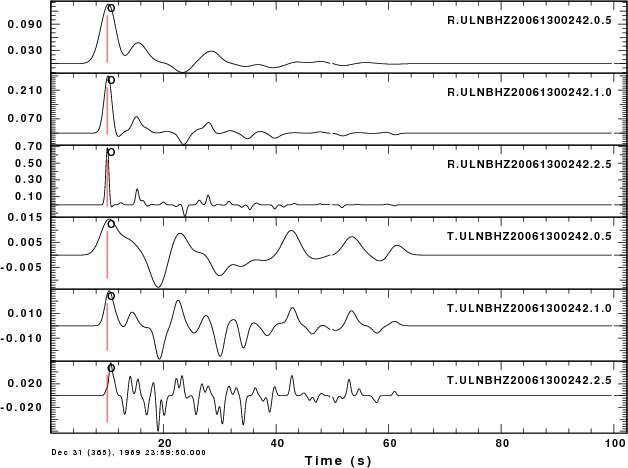 0.090
0.030
O
R.ULNBHZ20061300242.0.5
0.210
0.070
O
R.ULNBHZ20061300242.1.0
0.70
0.50
0.30
0.10
O
R.ULNBHZ20061300242.2.5
0.015
0.005
-0.005
O
T.ULNBHZ20061300242.0.5
0.010
-0.010
O
T.ULNBHZ20061300242.1.0
0.020
-0.020
O
T.ULNBHZ20061300242.2.5
20 40 60 80 100
Dec 31 (365), 1969 23:59:50.000
Time (s)